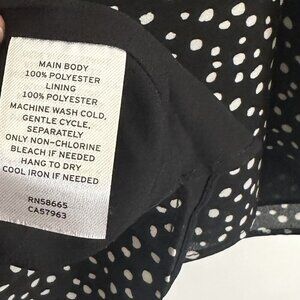 MAIN BODY
100% POLYESTER
LINING
100% POLYESTER
MACHINE WASH COLD,
GENTLE CYCLE,
SEPARATELY
ONLY NON-CHLORINE
BLEACH IF NEEDED
HANG TO DRY
COOL IRON IF NEEDED
RN58665
CA57963